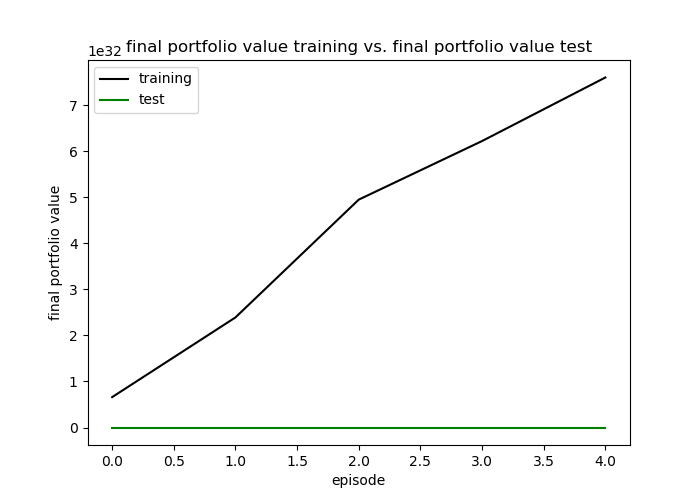 final portfolio value training vs. final portfolio value test
1e32
training
test
7
6
5
4
3
2
1
0
final portfolio value
0.0 0.5 1.0 1.5 2.0 2.5 3.0 3.5 4.0
episode